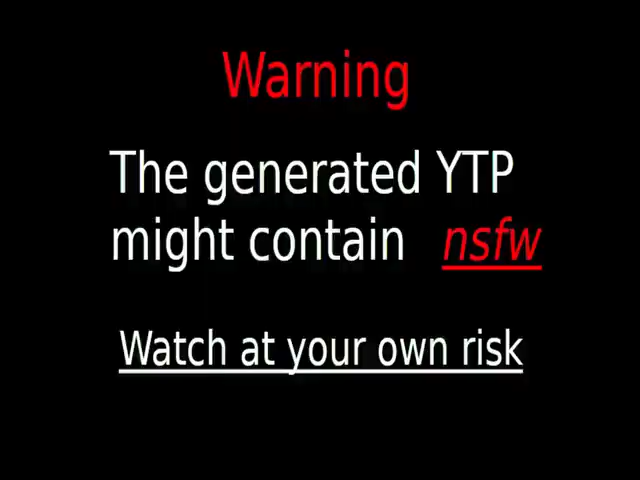 Warning
The generated YTP
might contain nsfw
Watch at your own risk